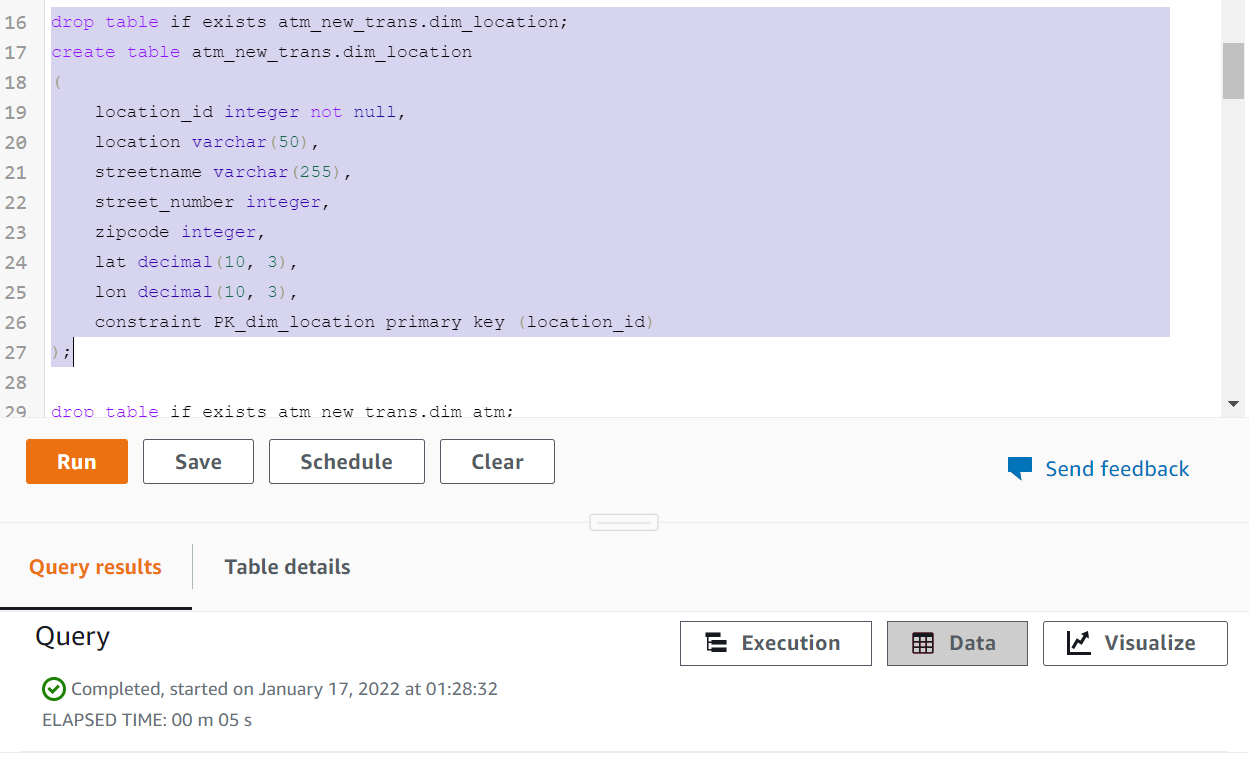 16 drop table if exists atm_new_trans.dim_location;
17 create table atm_new_trans.dim_location
18 (
19     location_id integer not null,
20     location varchar(50),
21     streetname varchar(255),
22     street_number integer,
23     zipcode integer,
24     lat decimal(10, 3),
25     lon decimal(10, 3),
26     constraint PK_dim_location primary key (location_id)
27 );
28
29 drop table if exists atm_new_trans.dim_atm;
Run Save Schedule Clear Send feedback
Query results Table details
Query Execution Data Visualize
Completed, started on January 17, 2022 at 01:28:32
ELAPSED TIME: 00 m 05 s